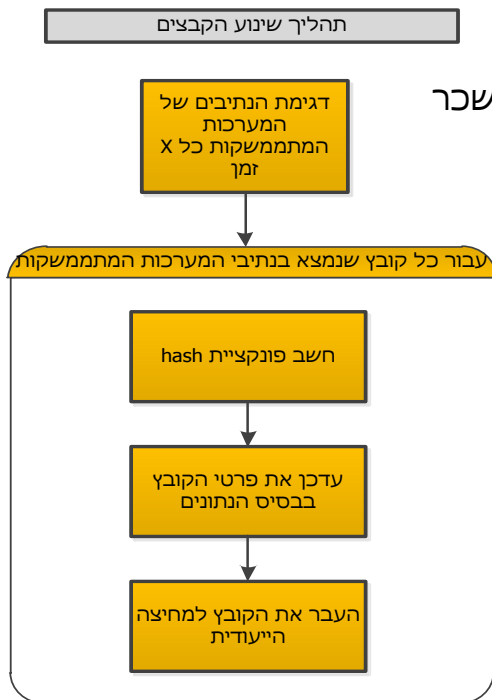 תהליך שינוע הקבצים
שכר
דגימת הנתיבים של
המערכות
המתממשקות כל X
זמן
עבור כל קובץ שנמצא בנתיבי המערכות המתממשקות
חשב פונקציית hash
עדכן את פרטי הקובץ
בבסיס הנתונים
העבר את הקובץ למחיצה
הייעודית